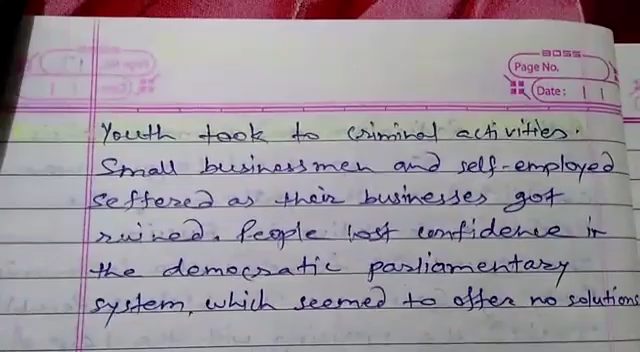 BOSS
Page No.
Date:
Youth took to criminal activities.
Small businessmen and self-employed
seffered as their businesses got
ruined. People lost confidence in
the democratic parliamentary
system, which seemed to offer no solutions